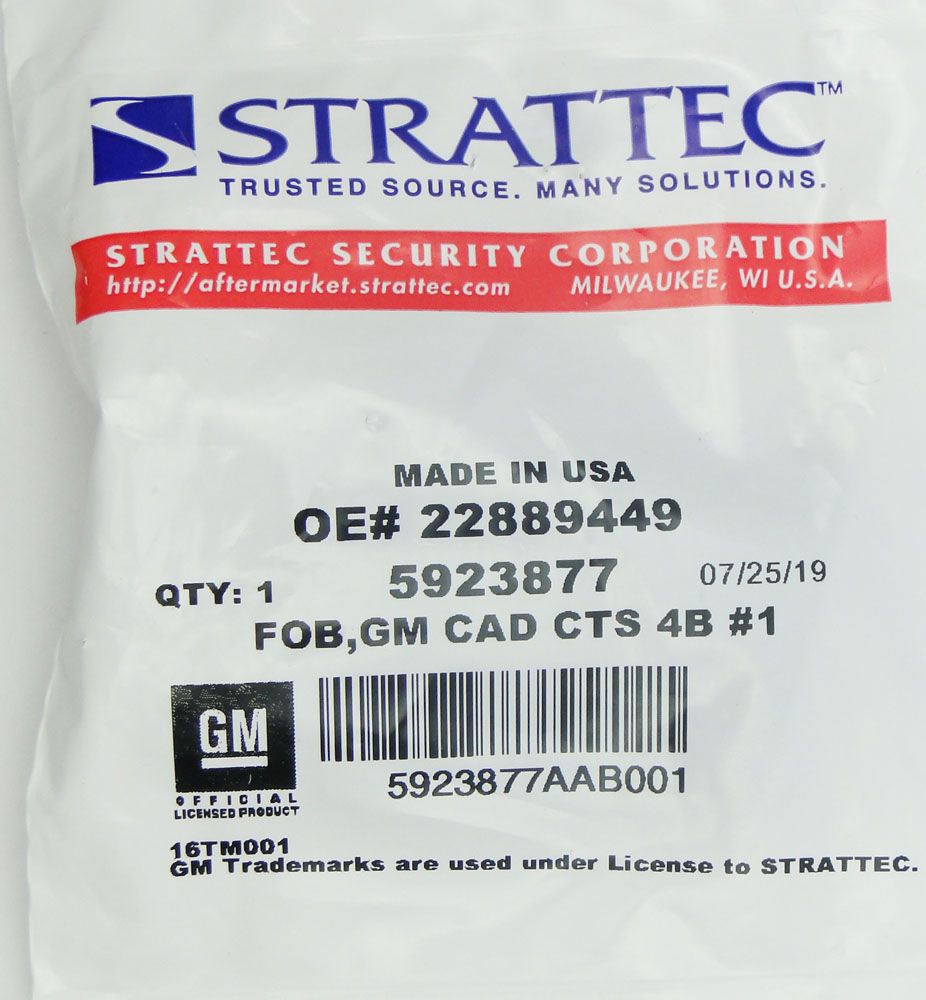 STRATTEC™
TRUSTED SOURCE. MANY SOLUTIONS.
STRATTEC SECURITY CORPORATION
http://aftermarket.strattec.com MILWAUKEE, WI U.S.A.
MADE IN USA
OE# 22889449
QTY: 1 5923877 07/25/19
FOB,GM CAD CTS 4B #1
GM
OFFICIAL
LICENSED PRODUCT
5923877AAB001
16TM001
GM Trademarks are used under License to STRATTEC.